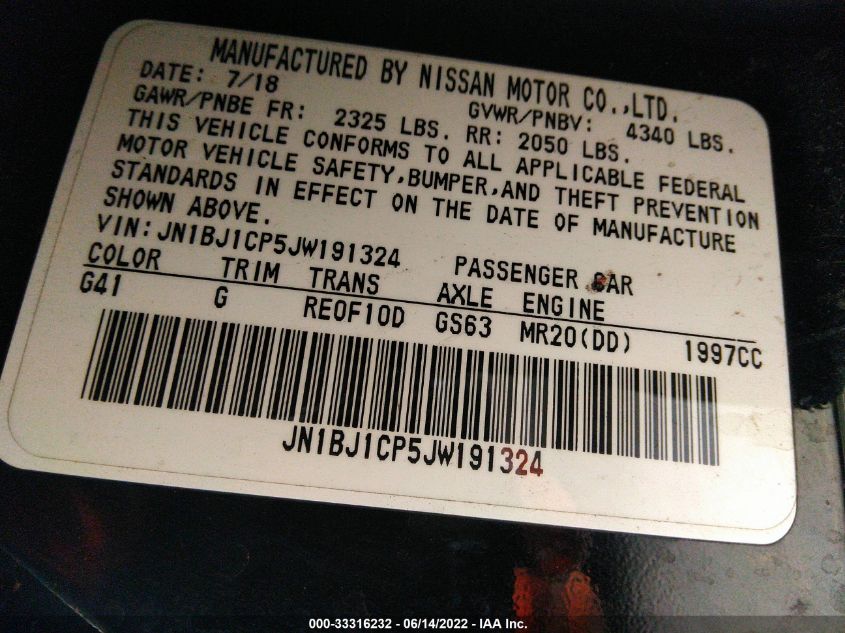 MANUFACTURED BY NISSAN MOTOR CO.,LTD.
DATE: 7/18 GVWR/PNBV: 4340 LBS.
GAWR/PNBE FR: 2325 LBS. RR: 2050 LBS.
THIS VEHICLE CONFORMS TO ALL APPLICABLE FEDERAL
MOTOR VEHICLE SAFETY,BUMPER,AND THEFT PREVENTION
STANDARDS IN EFFECT ON THE DATE OF MANUFACTURE
SHOWN ABOVE.
VIN:JN1BJ1CP5JW191324 PASSENGER CAR
COLOR TRIM TRANS AXLE ENGINE
G41 G RE0F10D GS63 MR20(DD) 1997CC
JN1BJ1CP5JW191324
000-33316232 - 06/14/2022 - IAA Inc.